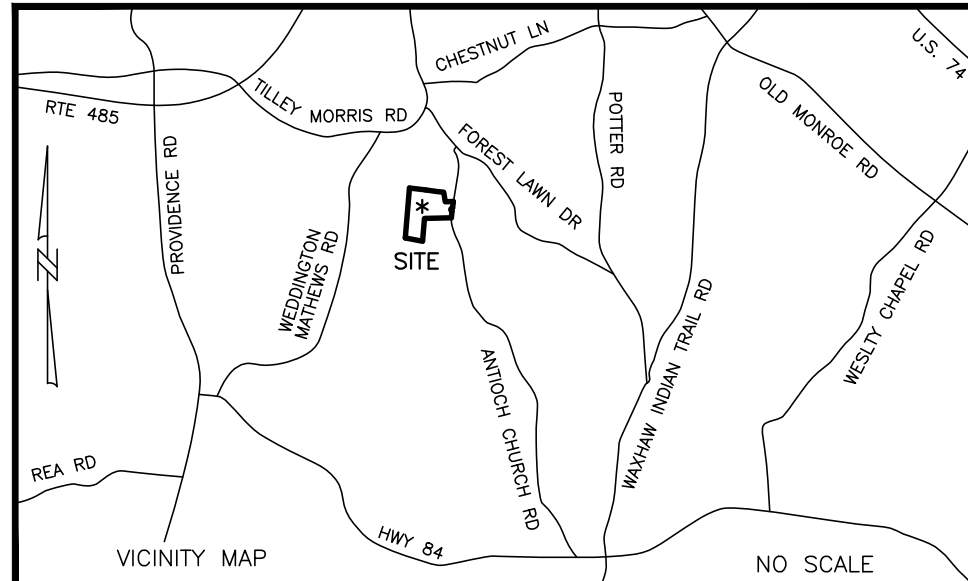 CHESTNUT LN
U.S. 74
RTE 485
TILLEY MORRIS RD
POTTER RD
OLD MONROE RD
PROVIDENCE RD
FOREST LAWN DR
N
*
SITE
WEDDINGTON
MATHEWS RD
WESLTY CHAPEL RD
WAXHAW INDIAN TRAIL RD
ANTIOCH CHURCH RD
REA RD
HWY 84
VICINITY MAP
NO SCALE